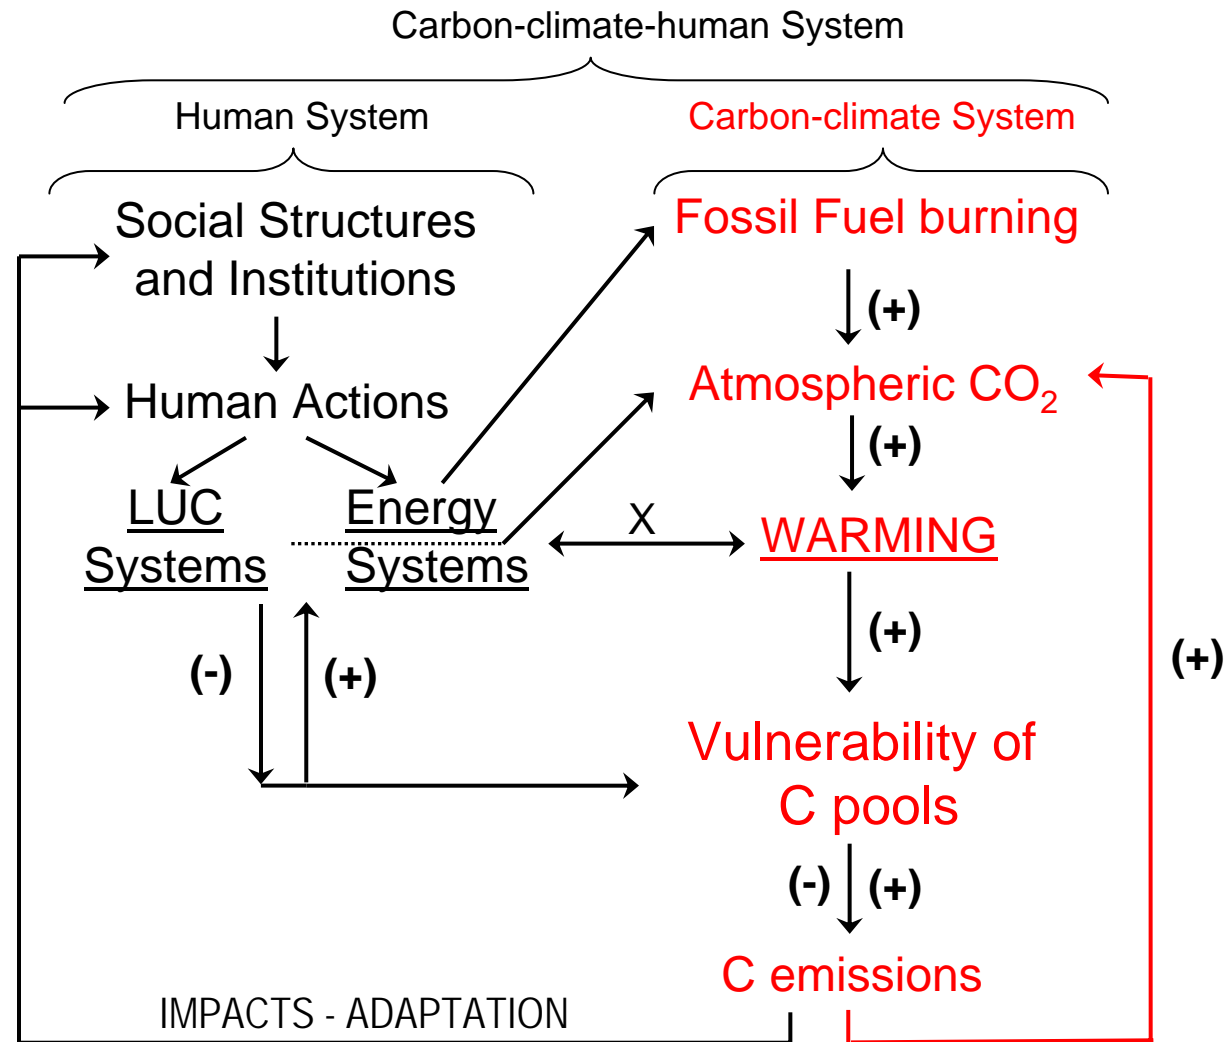 Carbon-climate-human System
Human System
Carbon-climate System
Social Structures
and Institutions
Fossil Fuel burning
(+)
Human Actions
Atmospheric CO₂
(+)
LUC
Systems
Energy
Systems
X
WARMING
(-)
(+)
(+)
(+)
Vulnerability of
C pools
(-)
(+)
C emissions
IMPACTS - ADAPTATION